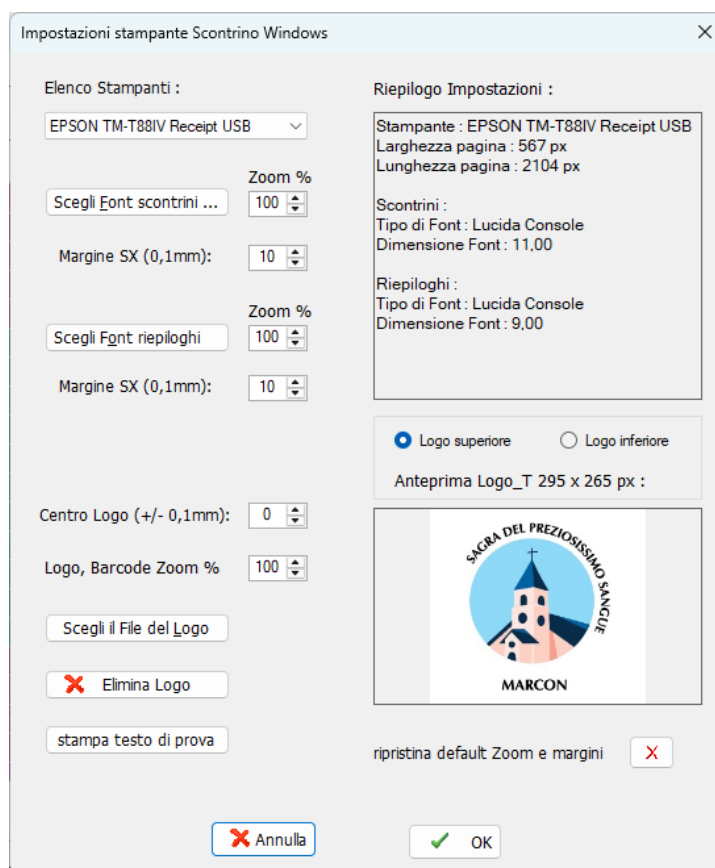 Impostazioni stampante Scontrino Windows
Elenco Stampanti :
EPSON TM-T88IV Receipt USB
Zoom %
Scegli Font scontrini ...
100
Margine SX (0,1mm):
10
Zoom %
Scegli Font riepiloghi
100
Margine SX (0,1mm):
10
Centro Logo (+/- 0,1mm):
0
Logo, Barcode Zoom %
100
Scegli il File del Logo
Elimina Logo
stampa testo di prova
Riepilogo Impostazioni :
Stampante : EPSON TM-T88IV Receipt USB
Larghezza pagina : 567 px
Lunghezza pagina : 2104 px
Scontrini :
Tipo di Font : Lucida Console
Dimensione Font : 11,00
Riepiloghi :
Tipo di Font : Lucida Console
Dimensione Font : 9,00
Logo superiore
Logo inferiore
Anteprima Logo_T 295 x 265 px :
SAGRA DEL PREZIOSISSIMO SANGUE
MARCON
ripristina default Zoom e margini
X
Annulla
OK